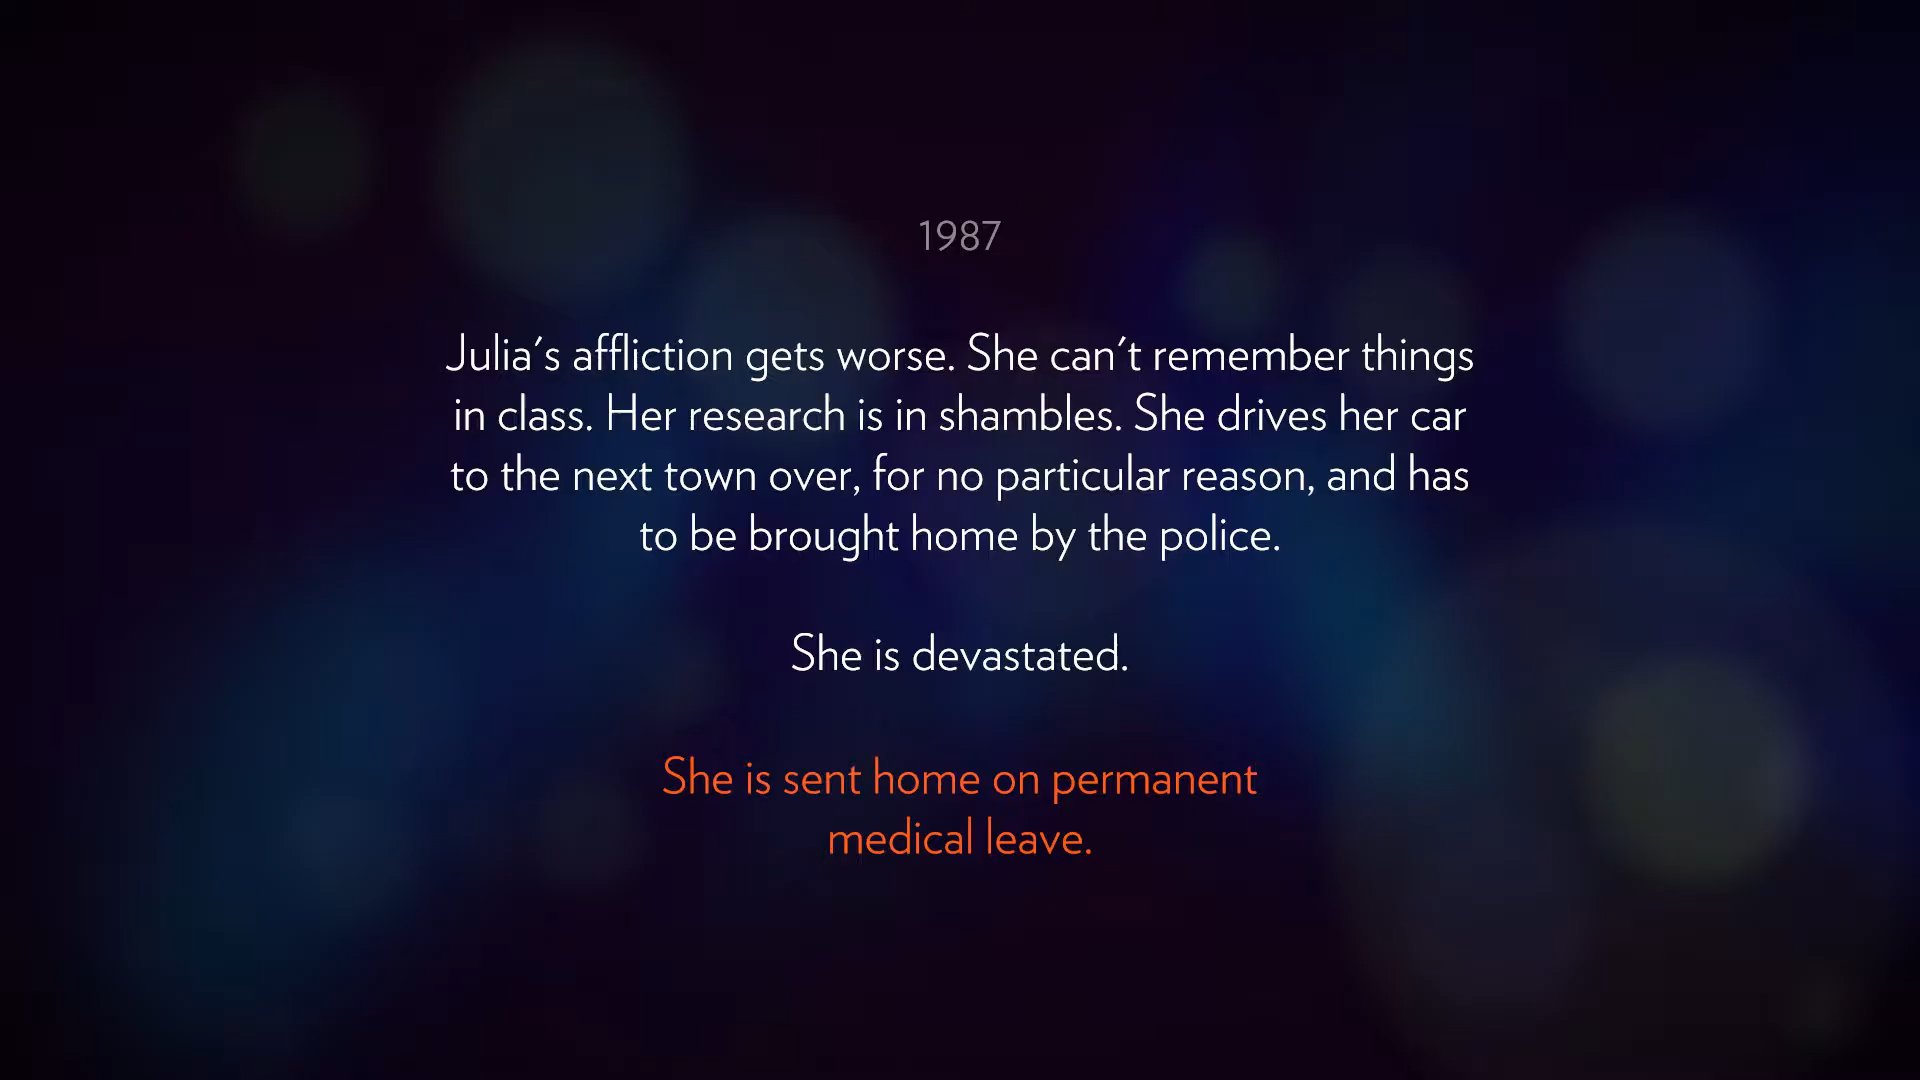 1987
Julia's affliction gets worse. She can't remember things
in class. Her research is in shambles. She drives her car
to the next town over, for no particular reason, and has
to be brought home by the police.
She is devastated.
She is sent home on permanent
medical leave.